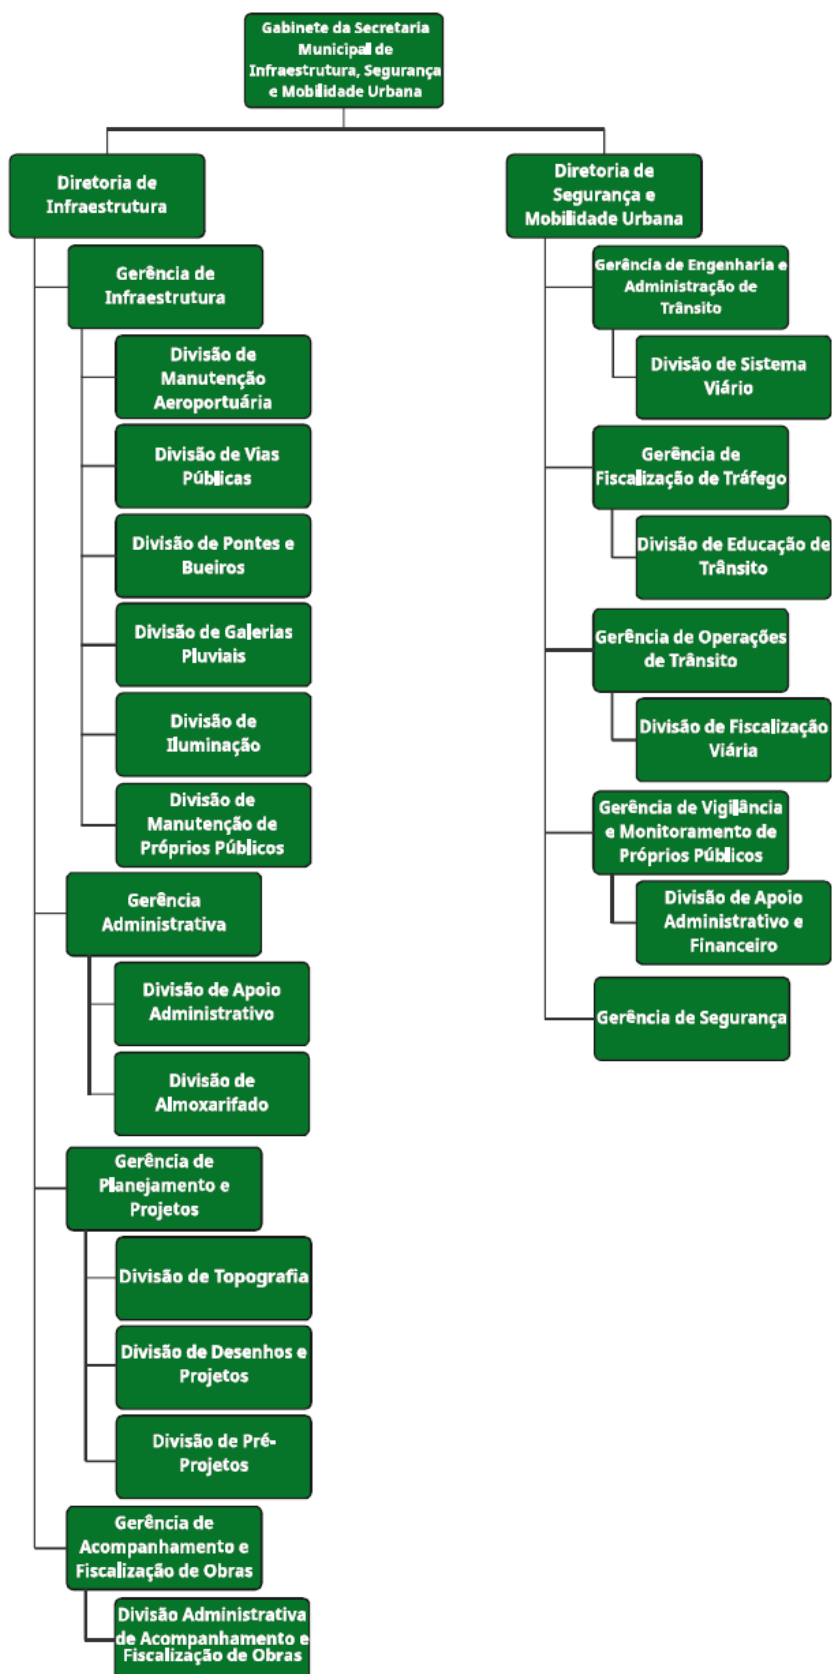 Gabinete da Secretaria
Municipal de
Infraestrutura, Segurança
e Mobilidade Urbana
Diretoria de
Infraestrutura
Gerência de
Infraestrutura
Divisão de
Manutenção
Aeroportuária
Divisão de Vias
Públicas
Divisão de Pontes e
Bueiros
Divisão de Galerias
Pluviais
Divisão de
Iluminação
Divisão de
Manutenção de
Próprios Públicos
Gerência
Administrativa
Divisão de Apoio
Administrativo
Divisão de
Almoxarifado
Gerência de
Planejamento e
Projetos
Divisão de Topografia
Divisão de Desenhos e
Projetos
Divisão de Pré-
Projetos
Gerência de
Acompanhamento e
Fiscalização de Obras
Divisão Administrativa
de Acompanhamento e
Fiscalização de Obras
Diretoria de
Segurança e
Mobilidade Urbana
Gerência de Engenharia e
Administração de
Trânsito
Divisão de Sistema
Viário
Gerência de
Fiscalização de Tráfego
Divisão de Educação de
Trânsito
Gerência de Operações
de Trânsito
Divisão de Fiscalização
Viária
Gerência de Vigilância
e Monitoramento de
Próprios Públicos
Divisão de Apoio
Administrativo e
Financeiro
Gerência de Segurança